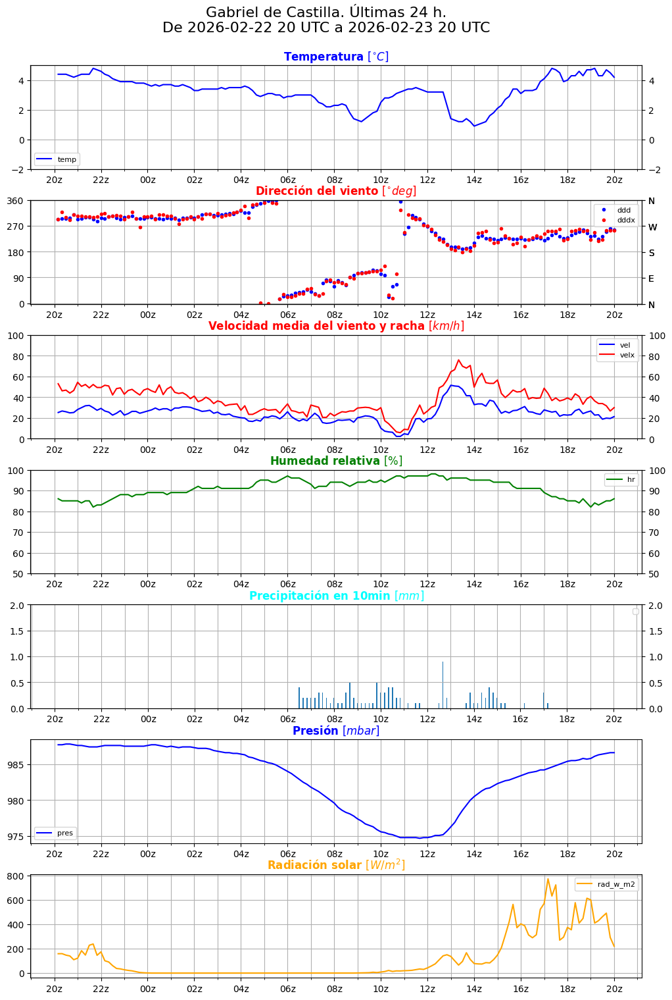 Gabriel de Castilla. Últimas 24 h.
De 2026-02-22 20 UTC a 2026-02-23 20 UTC
Temperatura [°C]
4 4
2 2
0 0
−2 −2
temp
20z 22z 00z 02z 04z 06z 08z 10z 12z 14z 16z 18z 20z
Dirección del viento [°deg]
360 N
270 W
180 S
90 E
0 N
ddd
dddx
20z 22z 00z 02z 04z 06z 08z 10z 12z 14z 16z 18z 20z
Velocidad media del viento y racha [km/h]
100 100
80 80
60 60
40 40
20 20
0 0
vel
velx
20z 22z 00z 02z 04z 06z 08z 10z 12z 14z 16z 18z 20z
Humedad relativa [%]
100 100
90 90
80 80
70 70
60 60
50 50
hr
20z 22z 00z 02z 04z 06z 08z 10z 12z 14z 16z 18z 20z
Precipitación en 10min [mm]
2.0 2.0
1.5 1.5
1.0 1.0
0.5 0.5
0.0 0.0
20z 22z 00z 02z 04z 06z 08z 10z 12z 14z 16z 18z 20z
Presión [mbar]
985
980
975
pres
20z 22z 00z 02z 04z 06z 08z 10z 12z 14z 16z 18z 20z
Radiación solar [W/m²]
800
600
400
200
0
rad_w_m2
20z 22z 00z 02z 04z 06z 08z 10z 12z 14z 16z 18z 20z